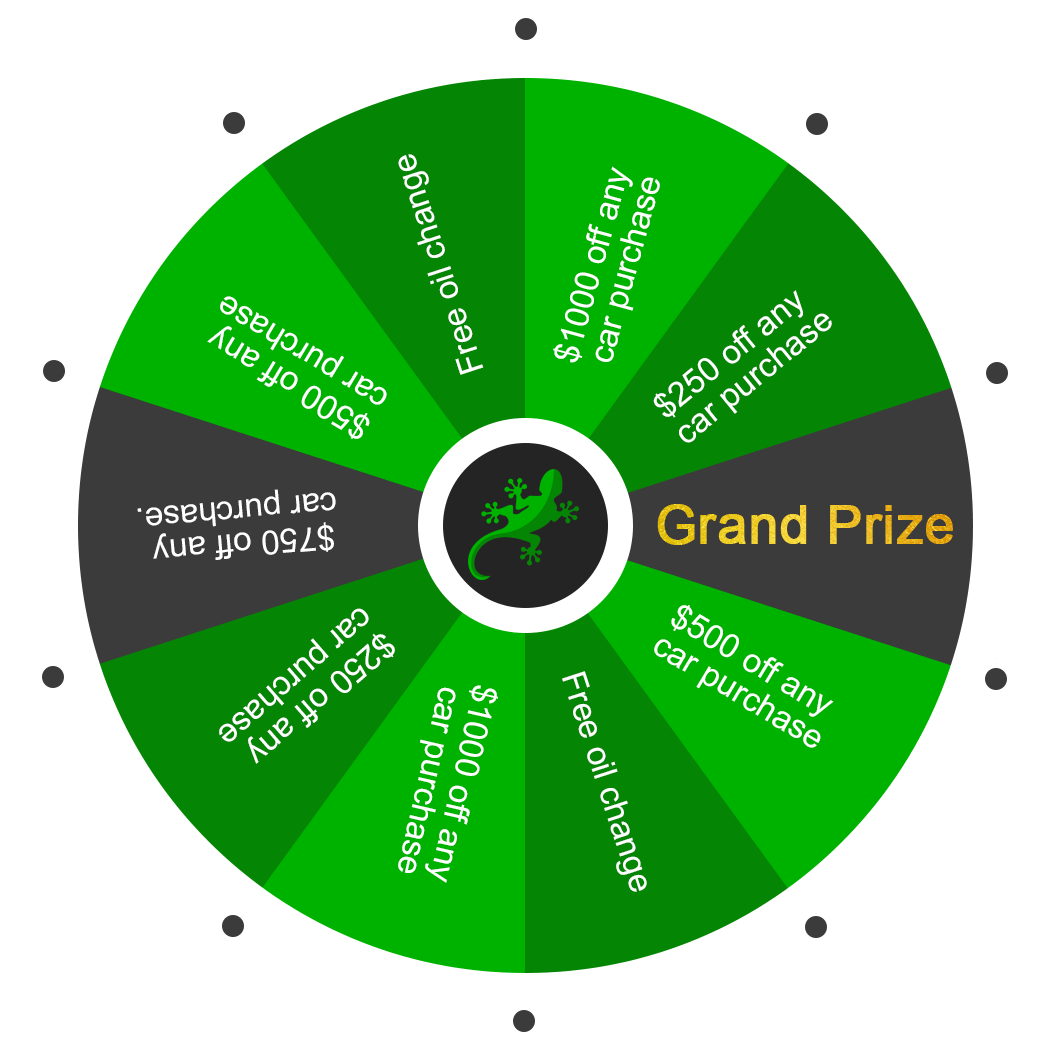 $1000 off any
car purchase
$250 off any
car purchase
Grand Prize
$500 off any
car purchase
Free oil change
$1000 off any
car purchase
$250 off any
car purchase
$750 off any
car purchase.
$500 off any
car purchase
Free oil change